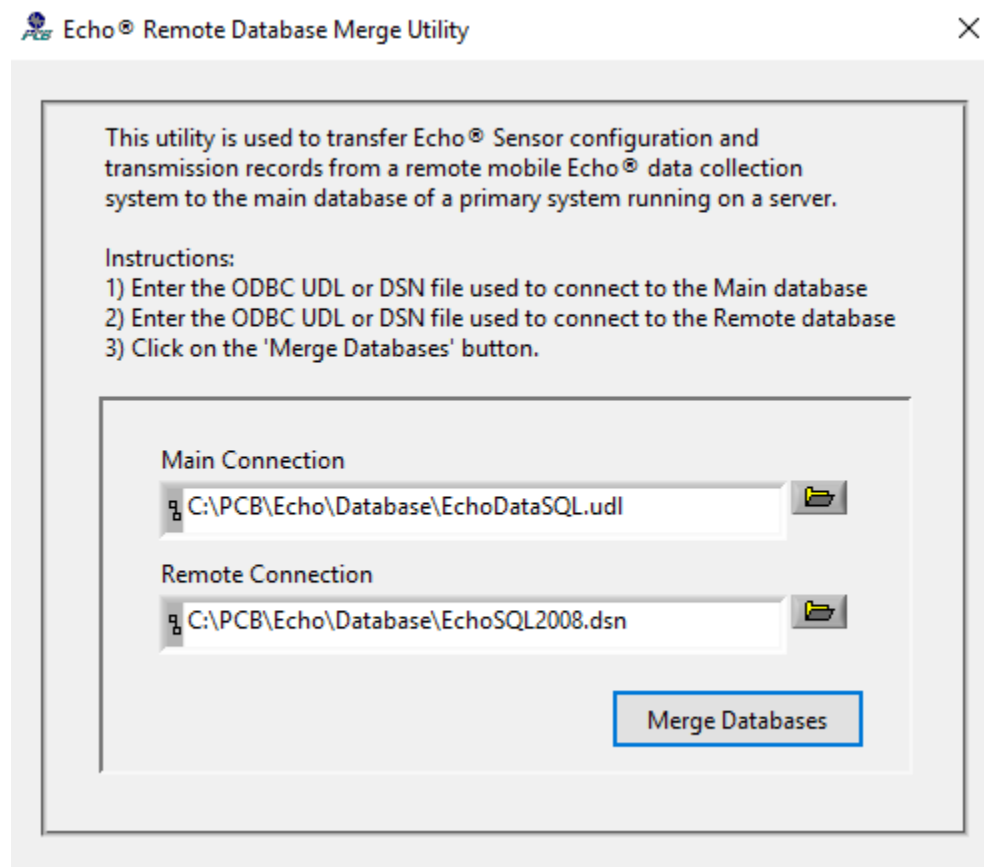 PCB
Echo® Remote Database Merge Utility
This utility is used to transfer Echo® Sensor configuration and
transmission records from a remote mobile Echo® data collection
system to the main database of a primary system running on a server.
Instructions:
1) Enter the ODBC UDL or DSN file used to connect to the Main database
2) Enter the ODBC UDL or DSN file used to connect to the Remote database
3) Click on the 'Merge Databases' button.
Main Connection
C:\PCB\Echo\Database\EchoDataSQL.udl
Remote Connection
C:\PCB\Echo\Database\EchoSQL2008.dsn
Merge Databases